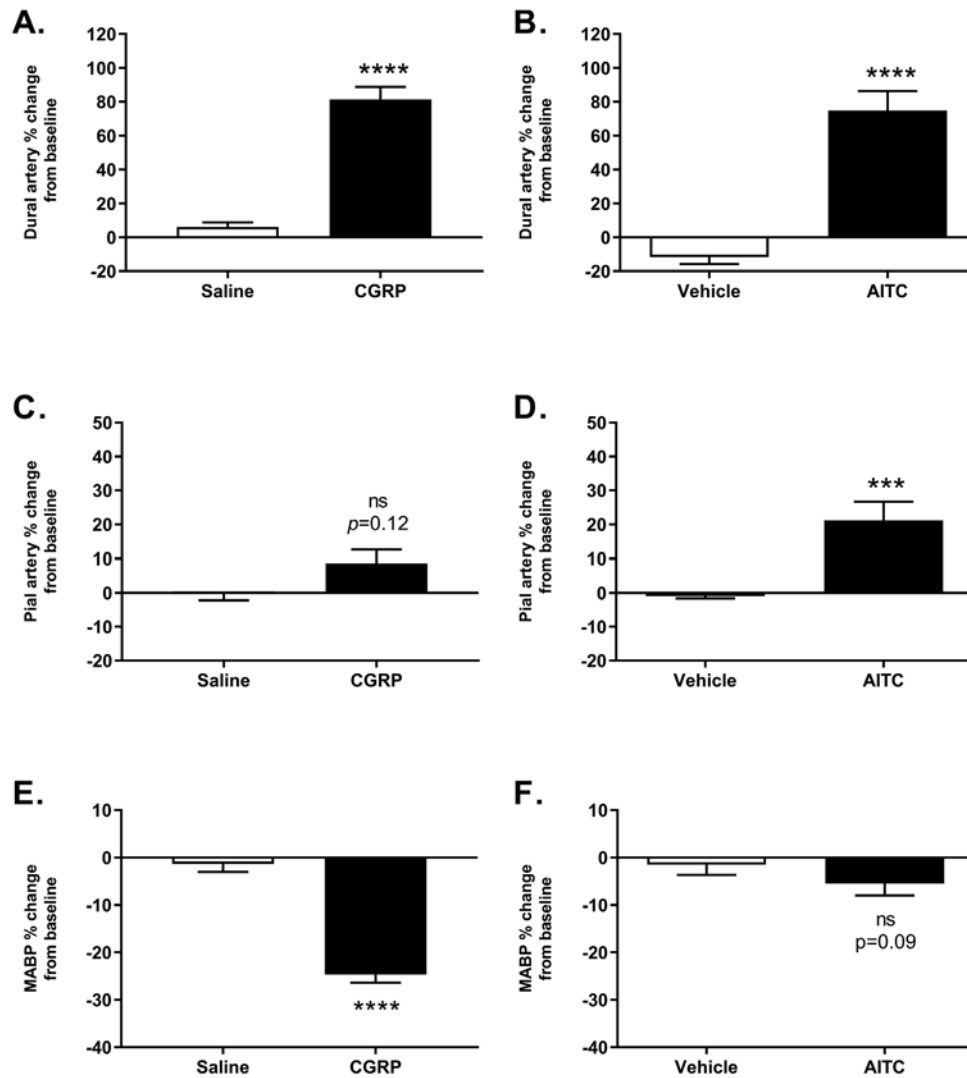 A.
Dural artery % change
from baseline
120
100
80
60
40
20
0
-20
****
Saline
CGRP
B.
Dural artery % change
from baseline
120
100
80
60
40
20
0
-20
****
Vehicle
AITC
C.
Pial artery % change
from baseline
50
40
30
20
10
0
-10
-20
ns
p=0.12
Saline
CGRP
D.
Pial artery % change
from baseline
50
40
30
20
10
0
-10
-20
***
Vehicle
AITC
E.
MABP % change
from baseline
10
0
-10
-20
-30
-40
****
Saline
CGRP
F.
MABP % change
from baseline
10
0
-10
-20
-30
-40
ns
p=0.09
Vehicle
AITC